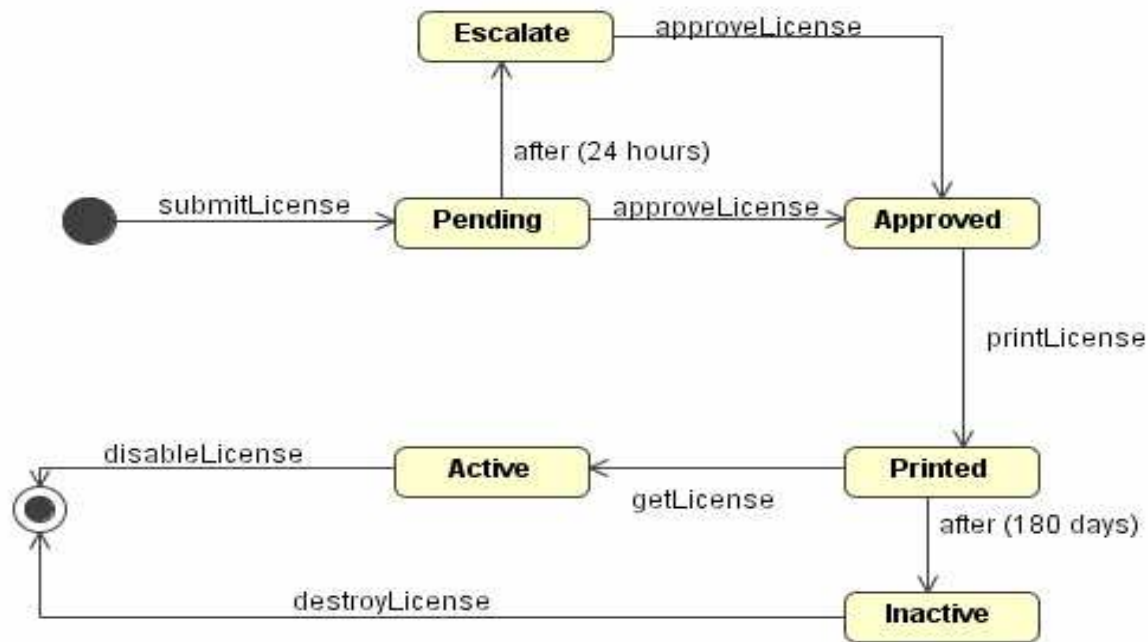 Escalate
approveLicense
after (24 hours)
submitLicense
Pending
approveLicense
Approved
printLicense
disableLicense
Active
Printed
getLicense
after (180 days)
destroyLicense
Inactive